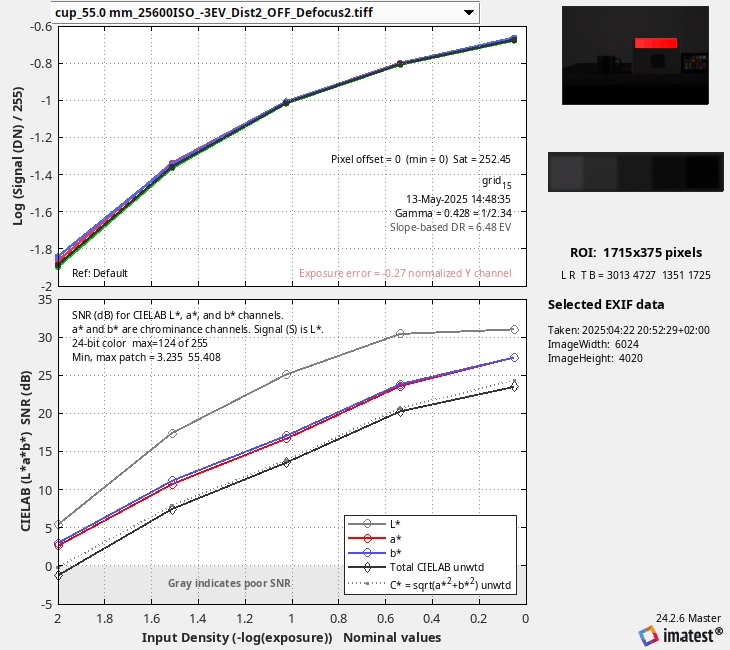 cup_55.0 mm_25600ISO_-3EV_Dist2_OFF_Defocus2.tiff
-0.6
-0.8
-1
-1.2
-1.4
-1.6
-1.8
-2
Log (Signal (DN) / 255)
Pixel offset = 0 (min = 0) Sat = 252.45
grid15
13-May-2025 14:48:35
Gamma = 0.428 = 1/2.34
Slope-based DR = 6.48 EV
Ref: Default
Exposure error = -0.27 normalized Y channel
35
30
25
20
15
10
5
0
-5
CIELAB (L*a*b*) SNR (dB)
SNR (dB) for CIELAB L*, a*, and b* channels.
a* and b* are chrominance channels. Signal (S) is L*.
24-bit color max=124 of 255
Min, max patch = 3.235 55.408
L*
a*
b*
Total CIELAB unwtd
C* = sqrt(a*2+b*2) unwtd
Gray indicates poor SNR
2 1.8 1.6 1.4 1.2 1 0.8 0.6 0.4 0.2 0
Input Density (-log(exposure)) Nominal values
ROI: 1715x375 pixels
L R T B = 3013 4727 1351 1725
Selected EXIF data
Taken: 2025:04:22 20:52:29+02:00
ImageWidth: 6024
ImageHeight: 4020
24.2.6 Master
imatest®